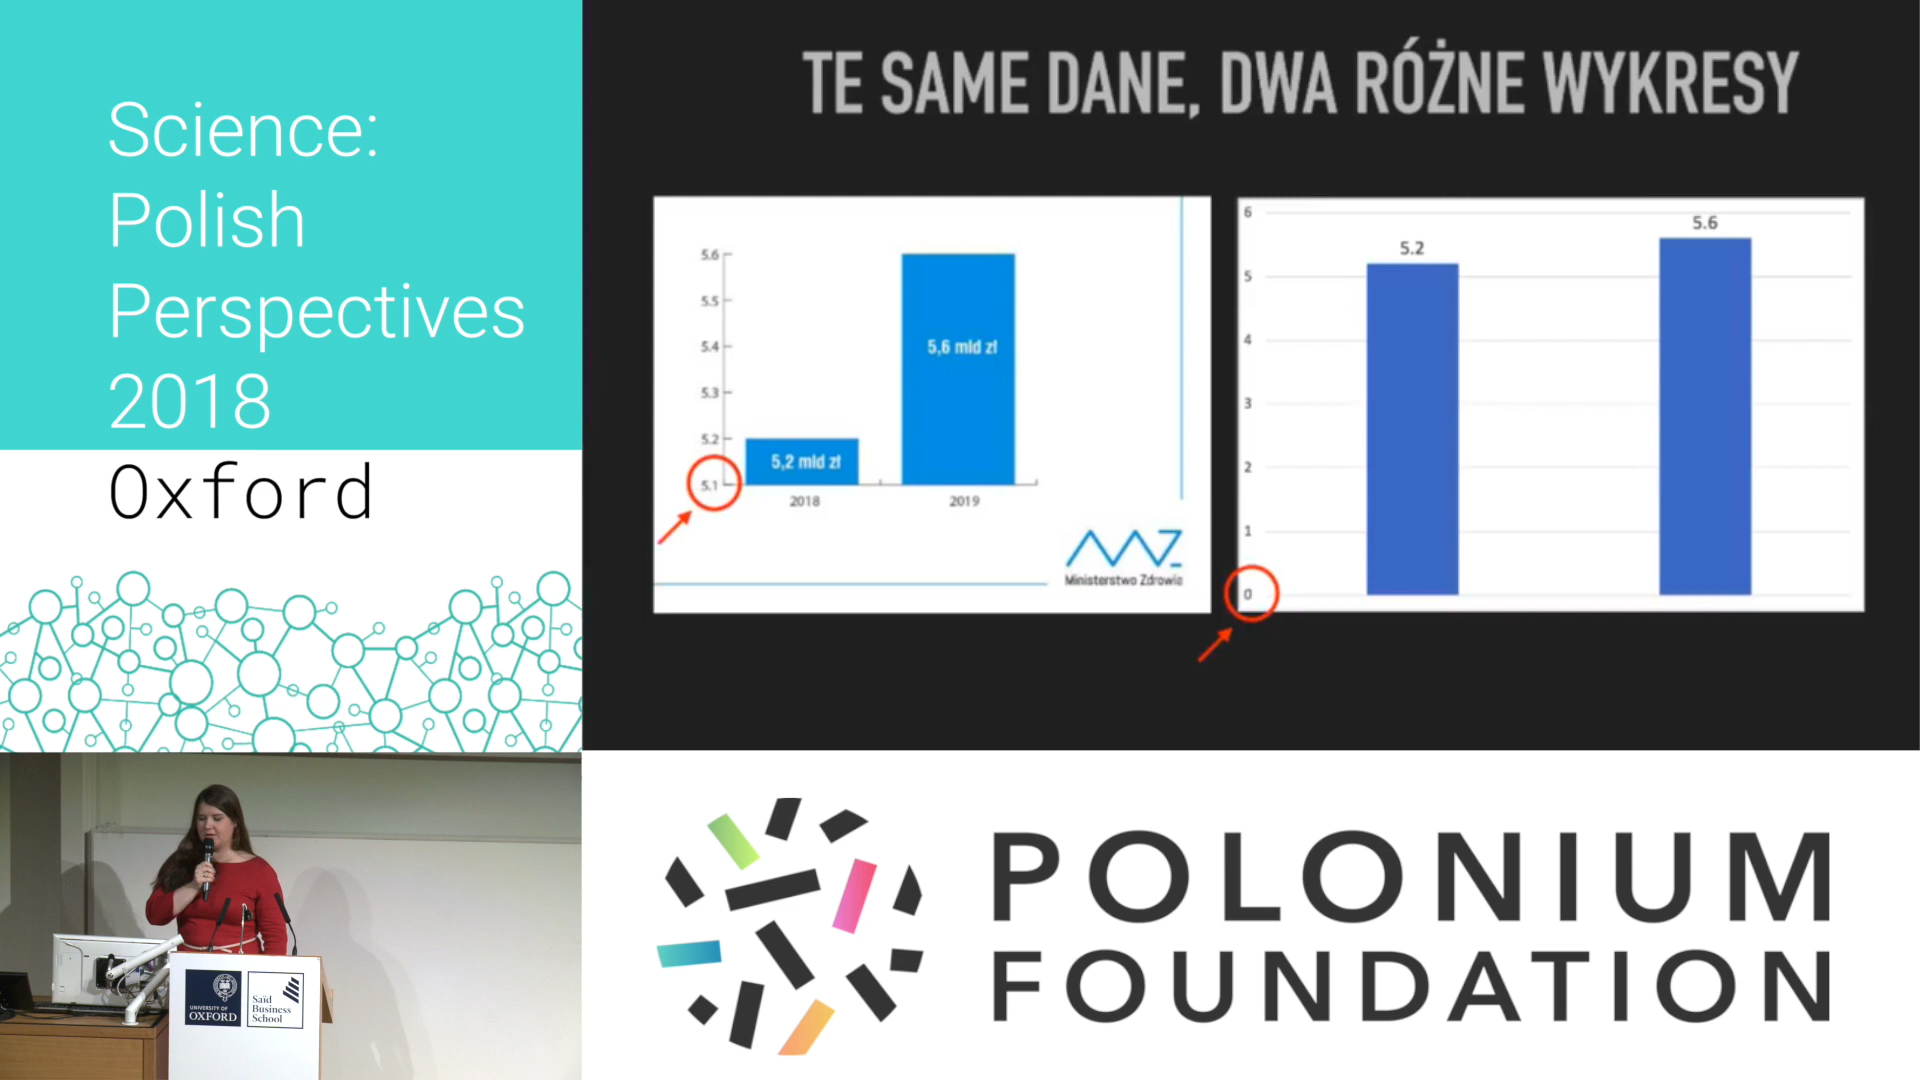 Science:
Polish
Perspectives
2018
Oxford
TE SAME DANE, DWA RÓŻNE WYKRESY
5.6
5.5
5.4
5.3
5.2
5.1
5,2 mld zł
5,6 mld zł
2018
2019
Ministerstwo Zdrowia
6
5
4
3
2
1
0
5.2
5.6
UNIVERSITY OF
OXFORD
Saïd
Business
School
POLONIUM
FOUNDATION